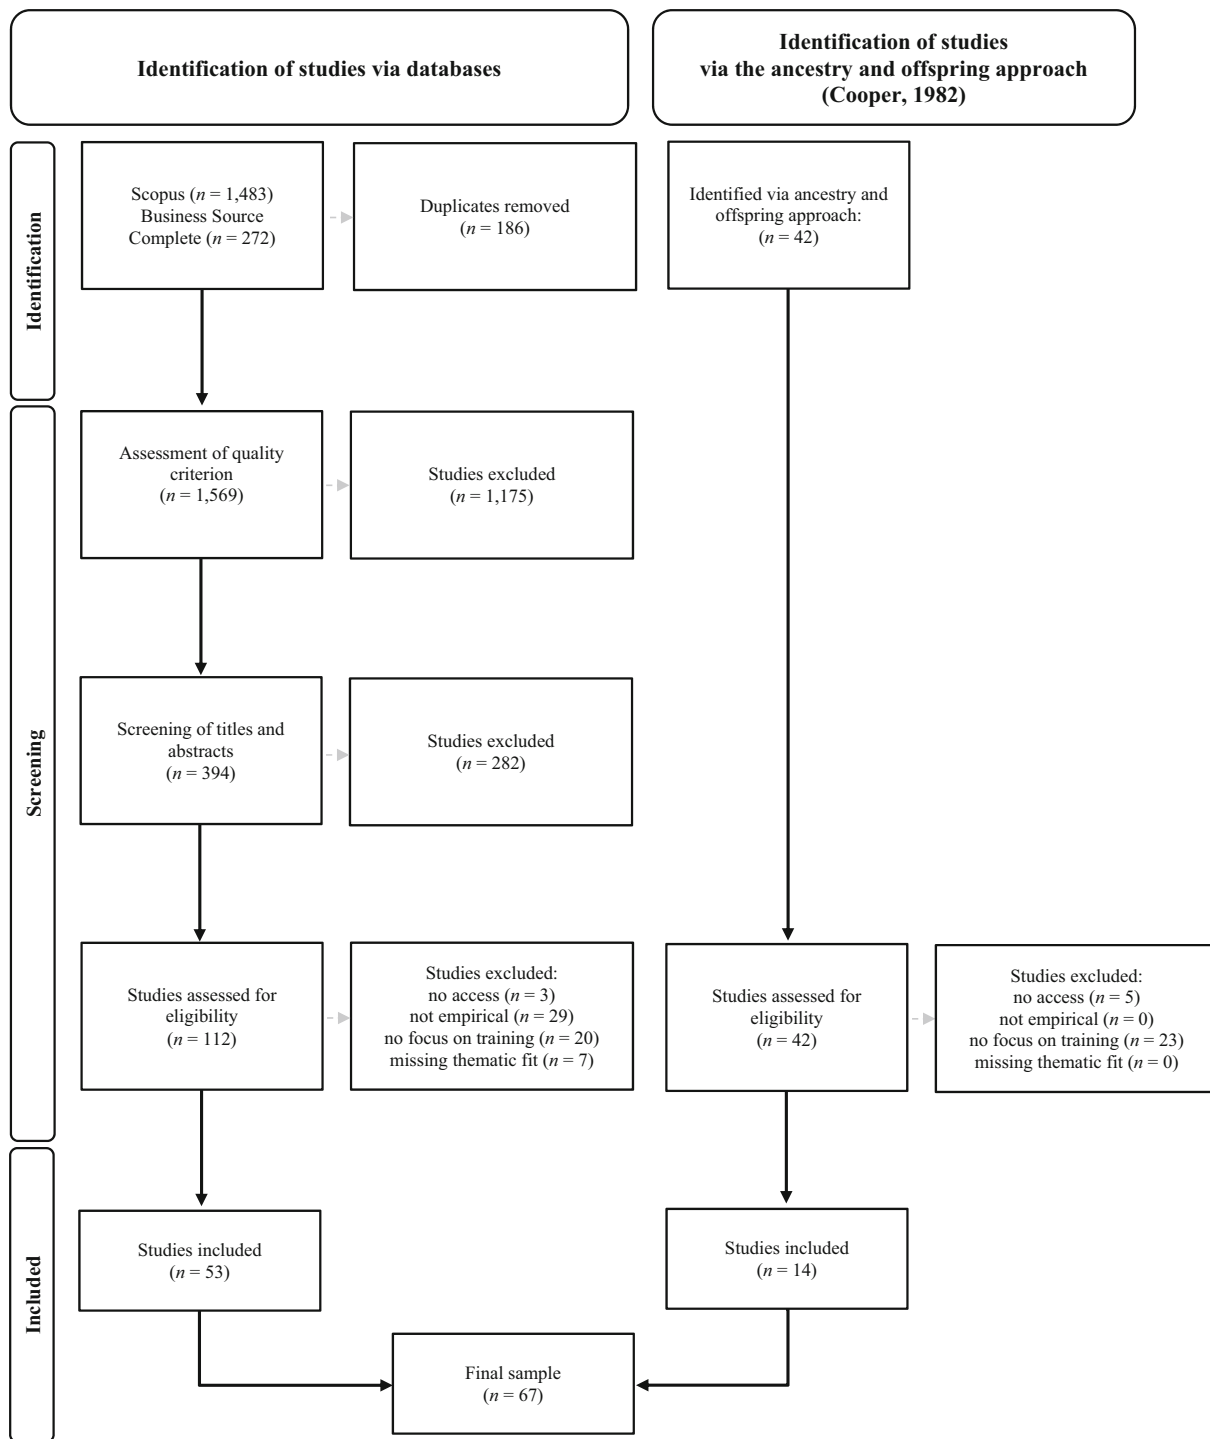 Identification of studies via databases
Identification of studies
via the ancestry and offspring approach
(Cooper, 1982)
Identification
Scopus (n = 1,483)
Business Source
Complete (n = 272)
Duplicates removed
(n = 186)
Identified via ancestry and
offspring approach:
(n = 42)
Screening
Assessment of quality
criterion
(n = 1,569)
Studies excluded
(n = 1,175)
Screening of titles and
abstracts
(n = 394)
Studies excluded
(n = 282)
Studies assessed for
eligibility
(n = 112)
Studies excluded:
no access (n = 3)
not empirical (n = 29)
no focus on training (n = 20)
missing thematic fit (n = 7)
Studies assessed for
eligibility
(n = 42)
Studies excluded:
no access (n = 5)
not empirical (n = 0)
no focus on training (n = 23)
missing thematic fit (n = 0)
Included
Studies included
(n = 53)
Studies included
(n = 14)
Final sample
(n = 67)